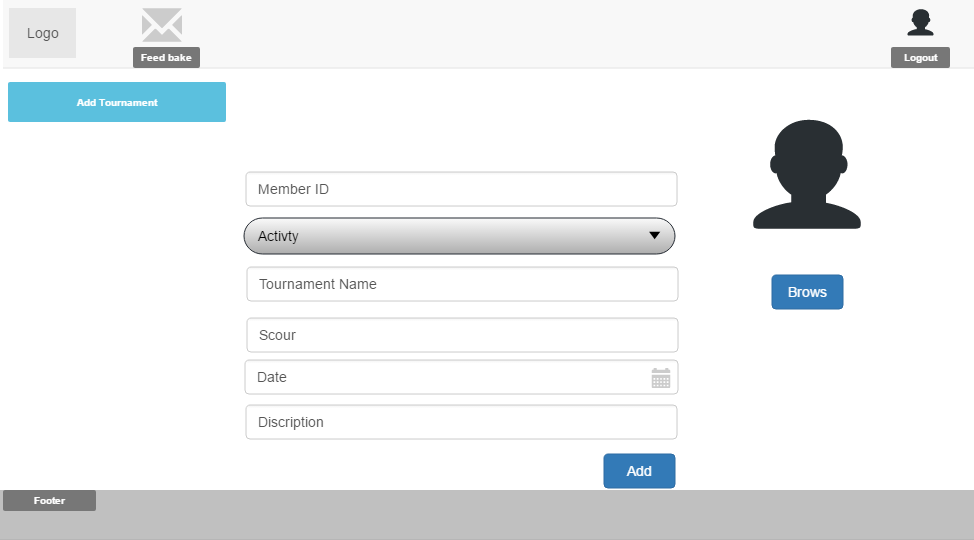 Logo
Feed bake
Logout
Add Tournament
Member ID
Activty
Tournament Name
Brows
Scour
Date
Discription
Add
Footer